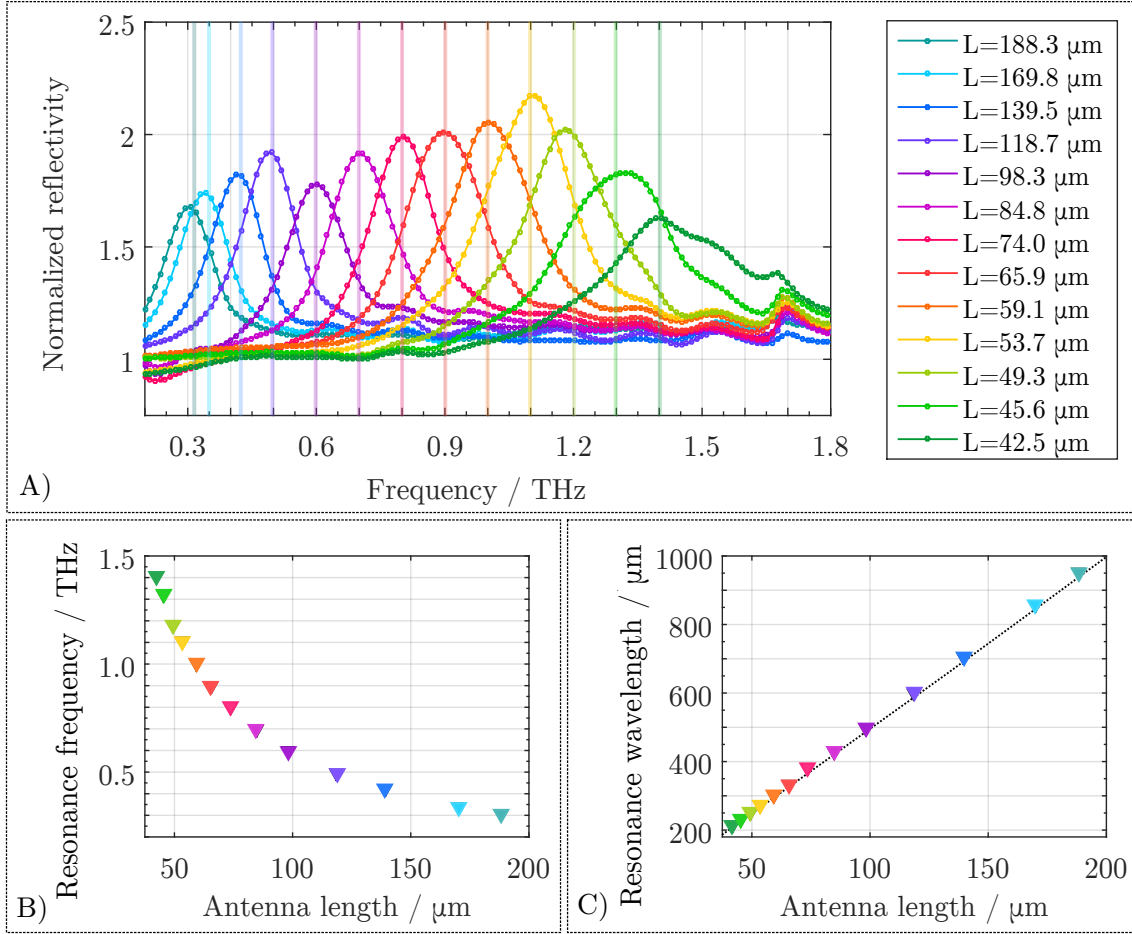 2.5
2
1.5
1
Normalized reflectivity
0.3 0.6 0.9 1.2 1.5 1.8
Frequency / THz
A)
L=188.3 μm
L=169.8 μm
L=139.5 μm
L=118.7 μm
L=98.3 μm
L=84.8 μm
L=74.0 μm
L=65.9 μm
L=59.1 μm
L=53.7 μm
L=49.3 μm
L=45.6 μm
L=42.5 μm
Resonance frequency / THz
1.5
1.0
0.5
50 100 150 200
Antenna length / μm
B)
Resonance wavelength / μm
1000
800
600
400
200
50 100 150 200
Antenna length / μm
C)